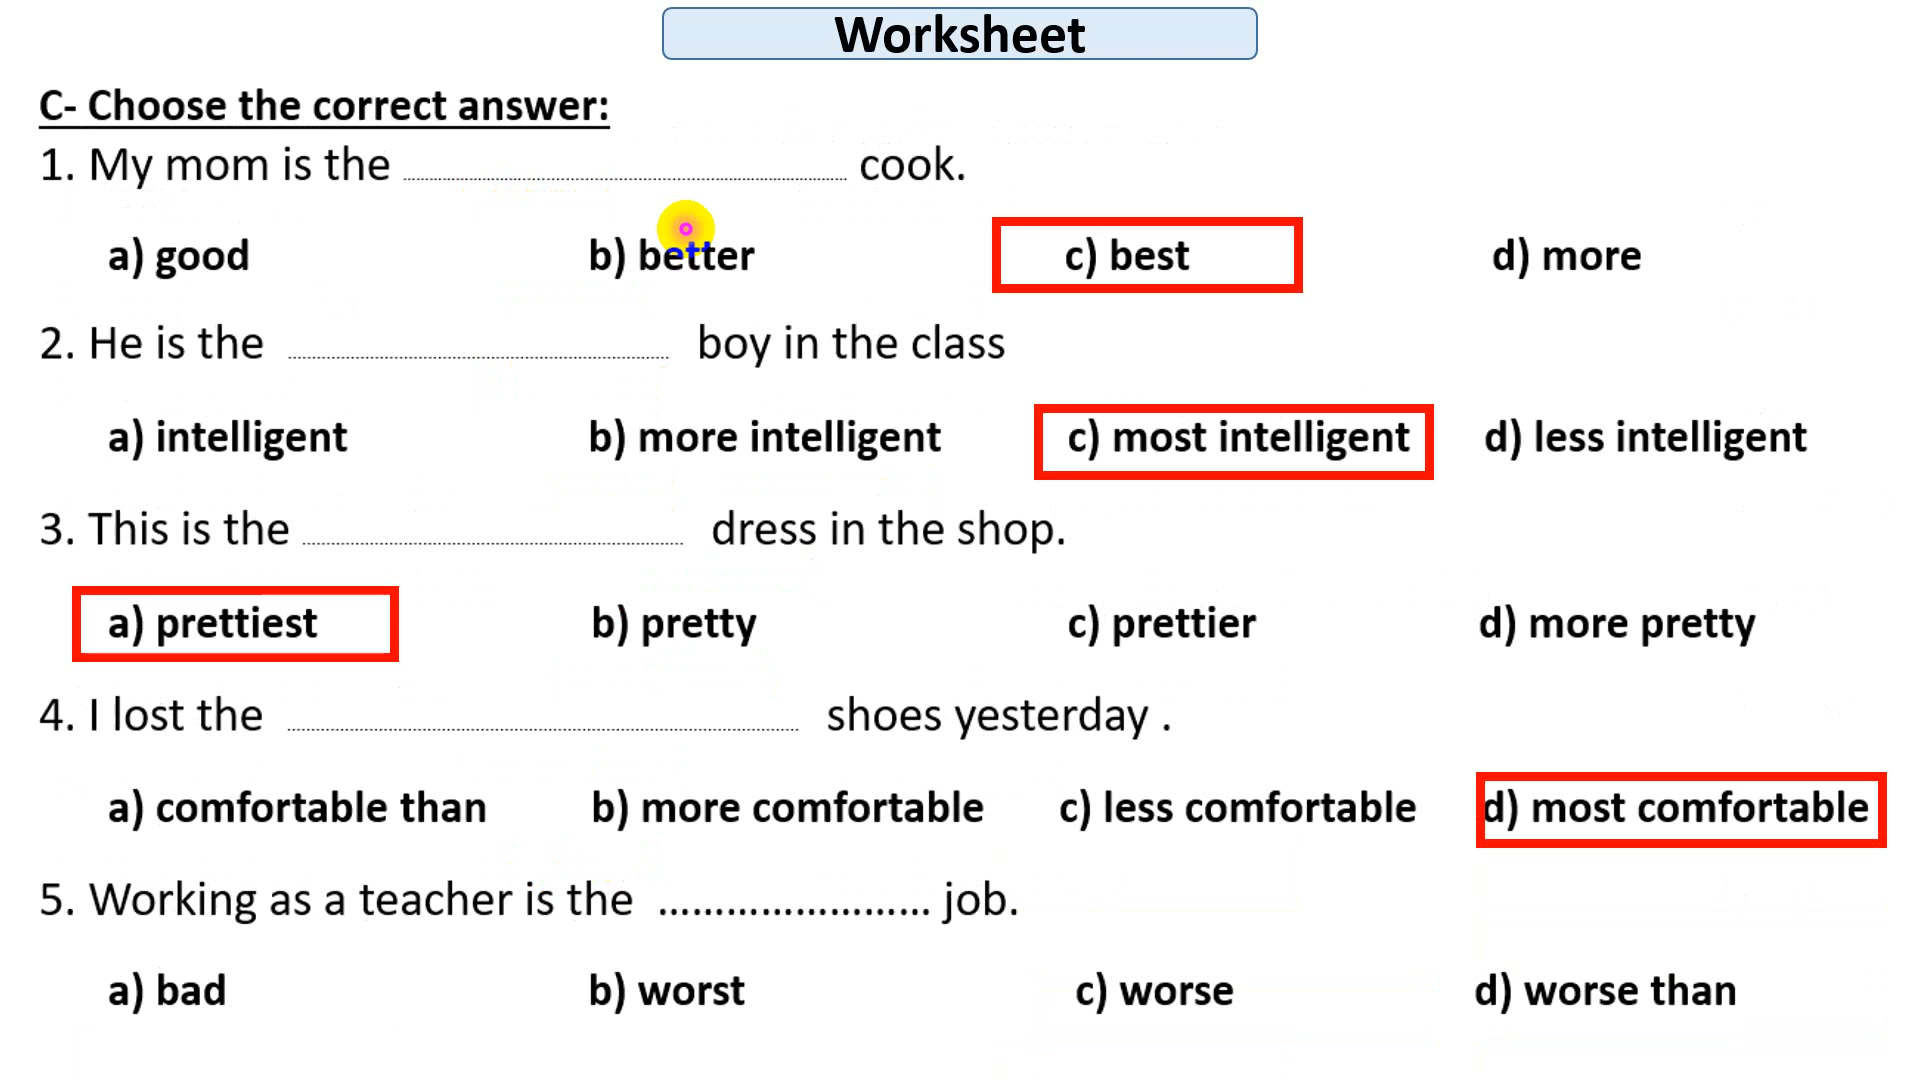 Worksheet
C- Choose the correct answer:
1. My mom is the ........................ cook.
a) good b) better c) best d) more
2. He is the ........................ boy in the class
a) intelligent b) more intelligent c) most intelligent d) less intelligent
3. This is the ........................ dress in the shop.
a) prettiest b) pretty c) prettier d) more pretty
4. I lost the ........................ shoes yesterday .
a) comfortable than b) more comfortable c) less comfortable d) most comfortable
5. Working as a teacher is the ........................ job.
a) bad b) worst c) worse d) worse than